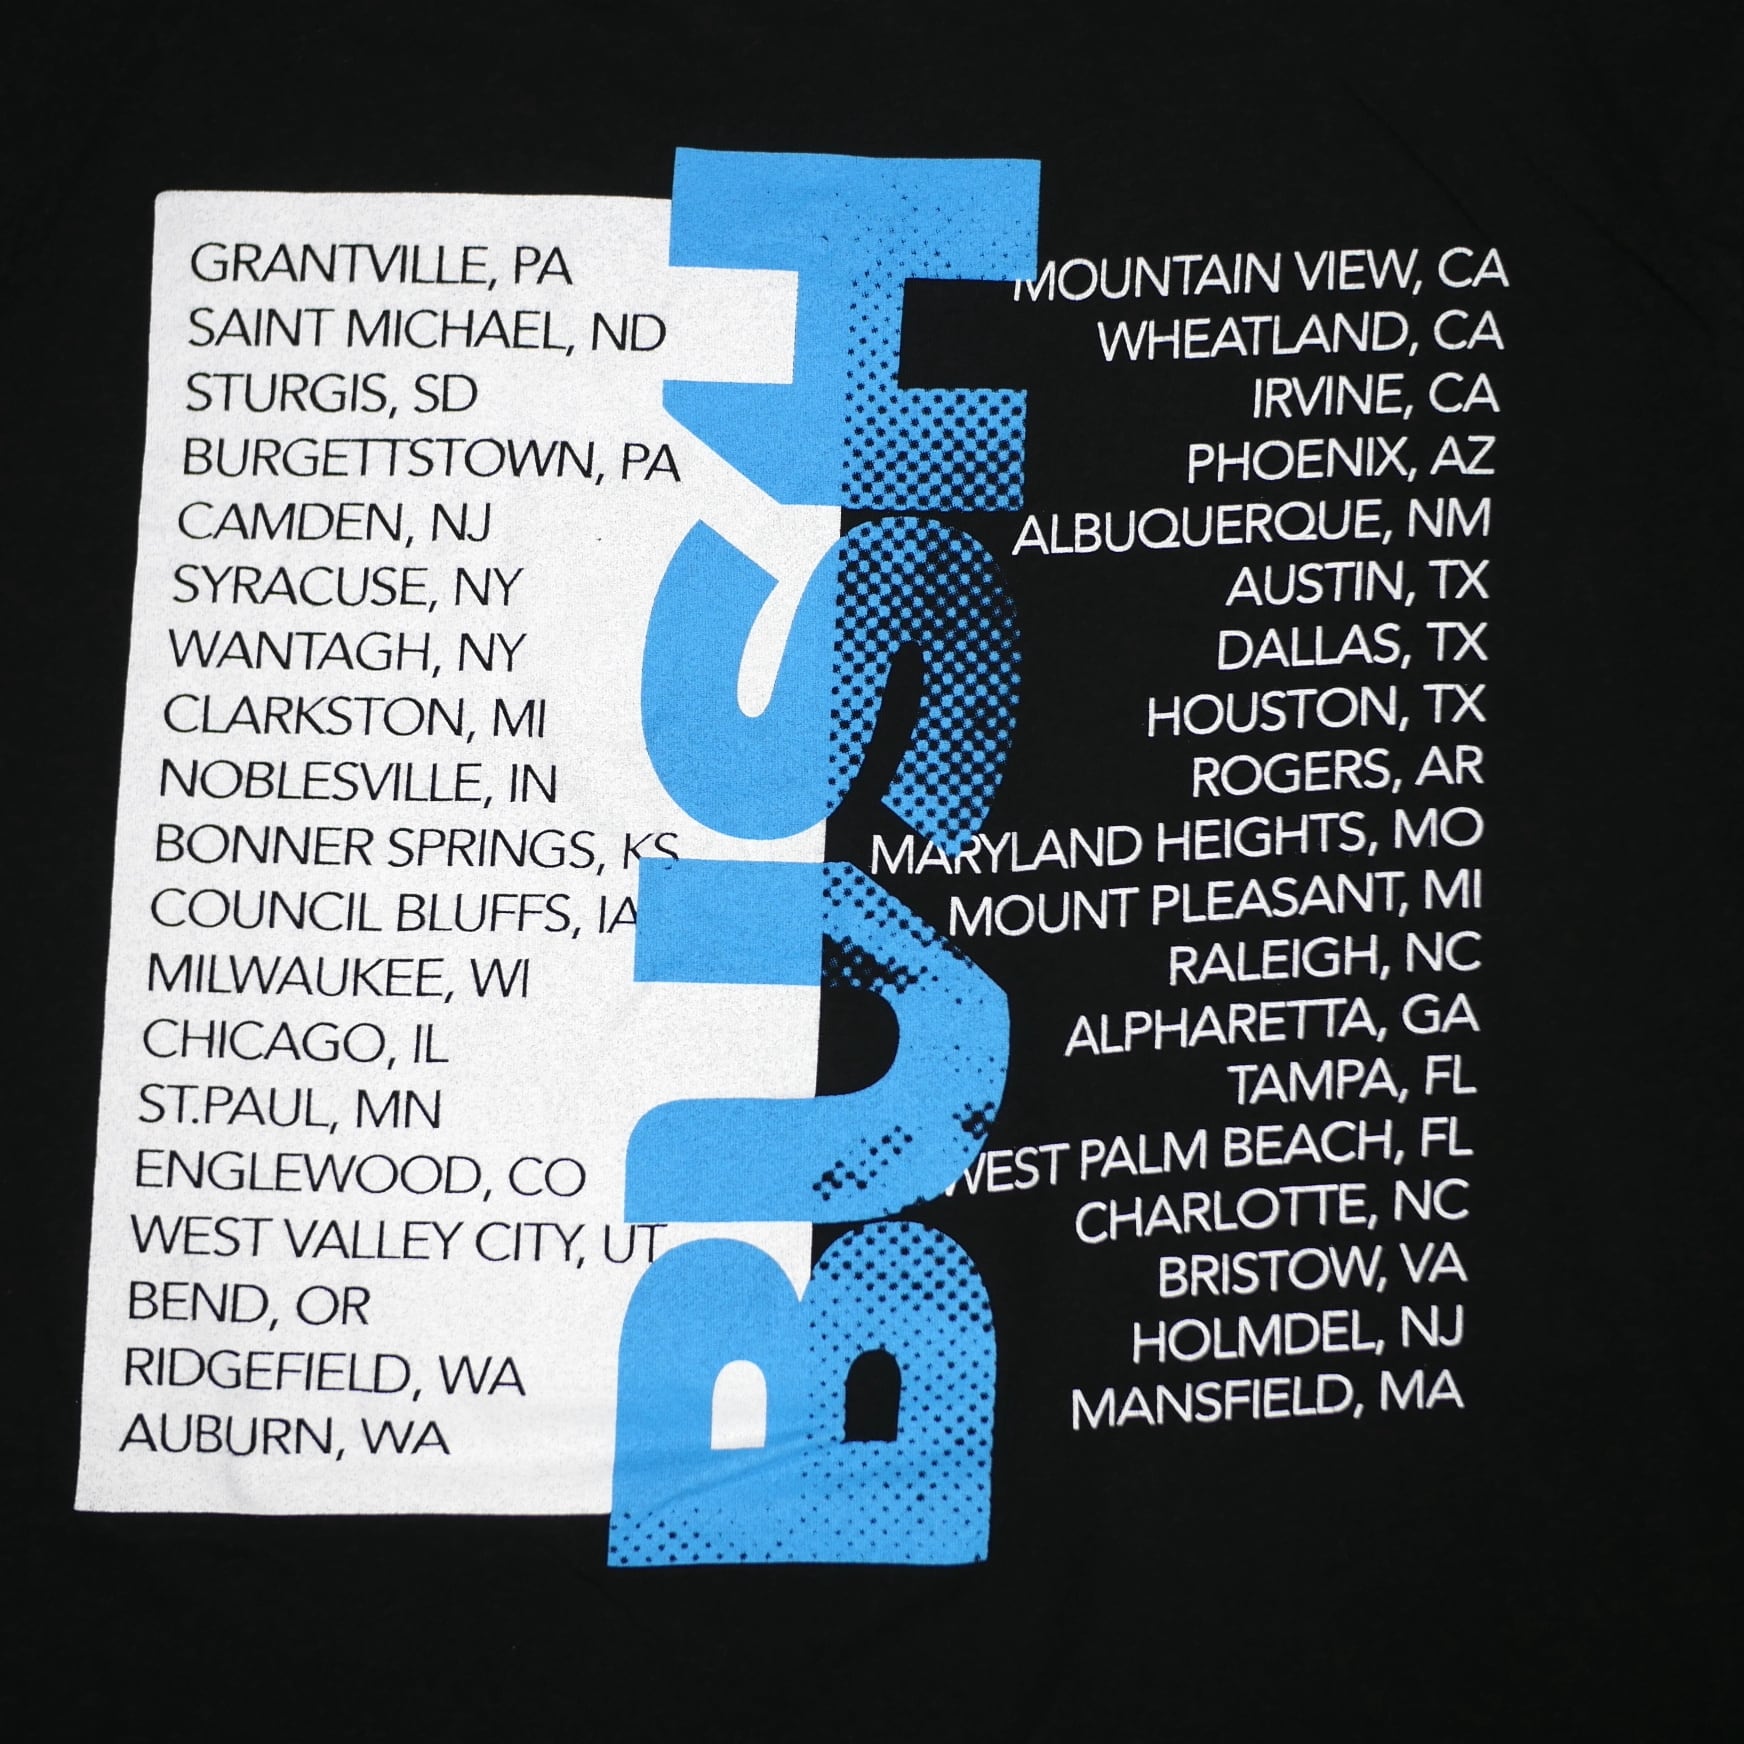 GRANTVILLE, PA
SAINT MICHAEL, ND
STURGIS, SD
BURGETTSTOWN, PA
CAMDEN, NJ
SYRACUSE, NY
WANTAGH, NY
CLARKSTON, MI
NOBLESVILLE, IN
BONNER SPRINGS, KS
COUNCIL BLUFFS, IA
MILWAUKEE, WI
CHICAGO, IL
ST.PAUL, MN
ENGLEWOOD, CO
WEST VALLEY CITY, UT
BEND, OR
RIDGEFIELD, WA
AUBURN, WA
BUSH
MOUNTAIN VIEW, CA
WHEATLAND, CA
IRVINE, CA
PHOENIX, AZ
ALBUQUERQUE, NM
AUSTIN, TX
DALLAS, TX
HOUSTON, TX
ROGERS, AR
MARYLAND HEIGHTS, MO
MOUNT PLEASANT, MI
RALEIGH, NC
ALPHARETTA, GA
TAMPA, FL
WEST PALM BEACH, FL
CHARLOTTE, NC
BRISTOW, VA
HOLMDEL, NJ
MANSFIELD, MA